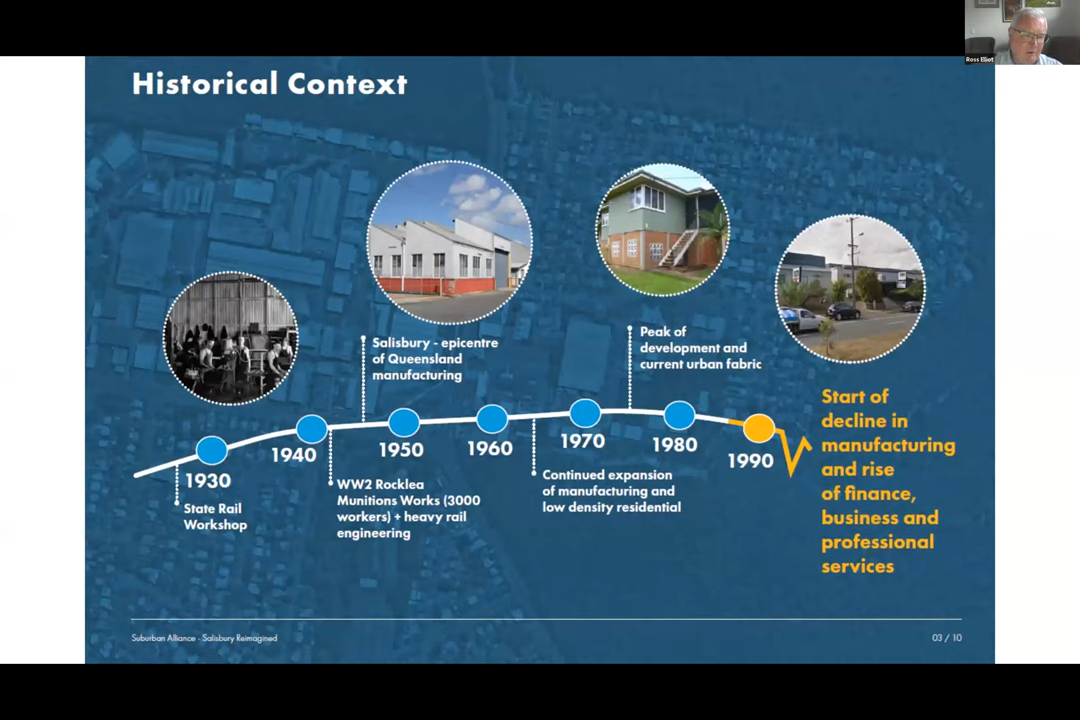 Ross Elliot
Historical Context
Salisbury - epicentre
of Queensland
manufacturing
Peak of
development and
current urban fabric
Start of
decline in
manufacturing
and rise
of finance,
business and
professional
services
1930
1940
1950
1960
1970
1980
1990
State Rail
Workshop
WW2 Rocklea
Munitions Works (3000
workers) + heavy rail
engineering
Continued expansion
of manufacturing and
low density residential
Suburban Alliance - Salisbury Reimagined
03 / 10